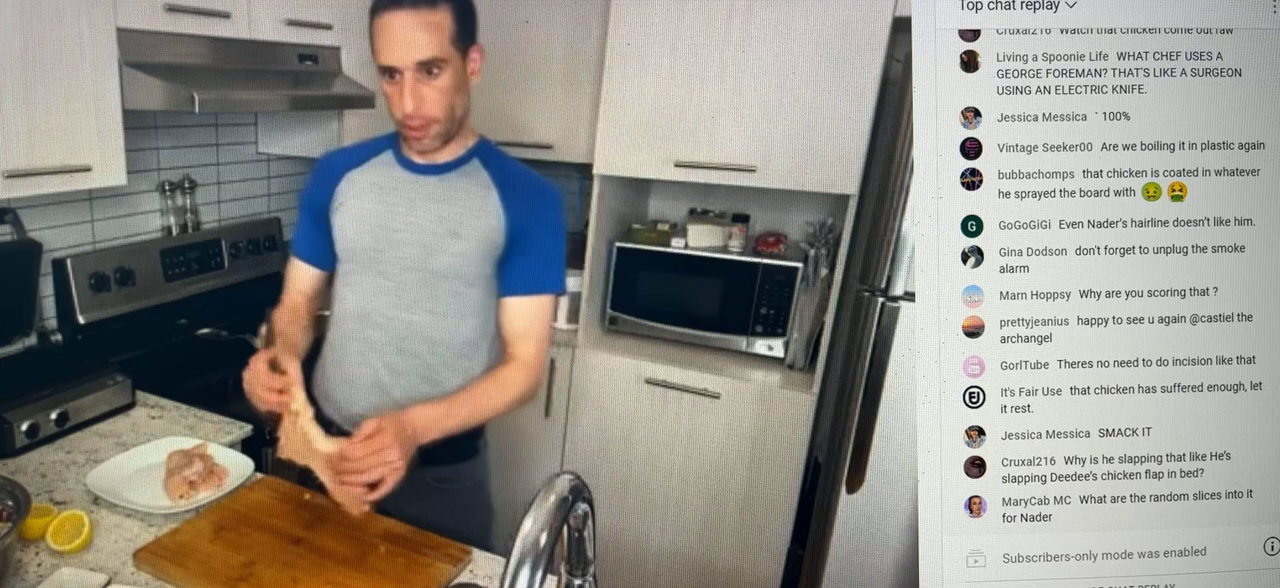 Top chat replay
Cruxal216 Watch that chicken come out raw
Living a Spoonie Life WHAT CHEF USES A
GEORGE FOREMAN? THAT'S LIKE A SURGEON
USING AN ELECTRIC KNIFE.
Jessica Messica ` 100%
Vintage Seeker00 Are we boiling it in plastic again
bubbachomps that chicken is coated in whatever
he sprayed the board with 🤢 🤮
G GoGoGiGi Even Nader's hairline doesn't like him.
Gina Dodson don't forget to unplug the smoke
alarm
Marn Hoppsy Why are you scoring that ?
prettyjeanius happy to see u again @castiel the
archangel
GorlTube Theres no need to do incision like that
It's Fair Use that chicken has suffered enough, let
it rest.
Jessica Messica SMACK IT
Cruxal216 Why is he slapping that like He's
slapping Deedee's chicken flap in bed?
MaryCab MC What are the random slices into it
for Nader
Subscribers-only mode was enabled
CHAT REPLAY